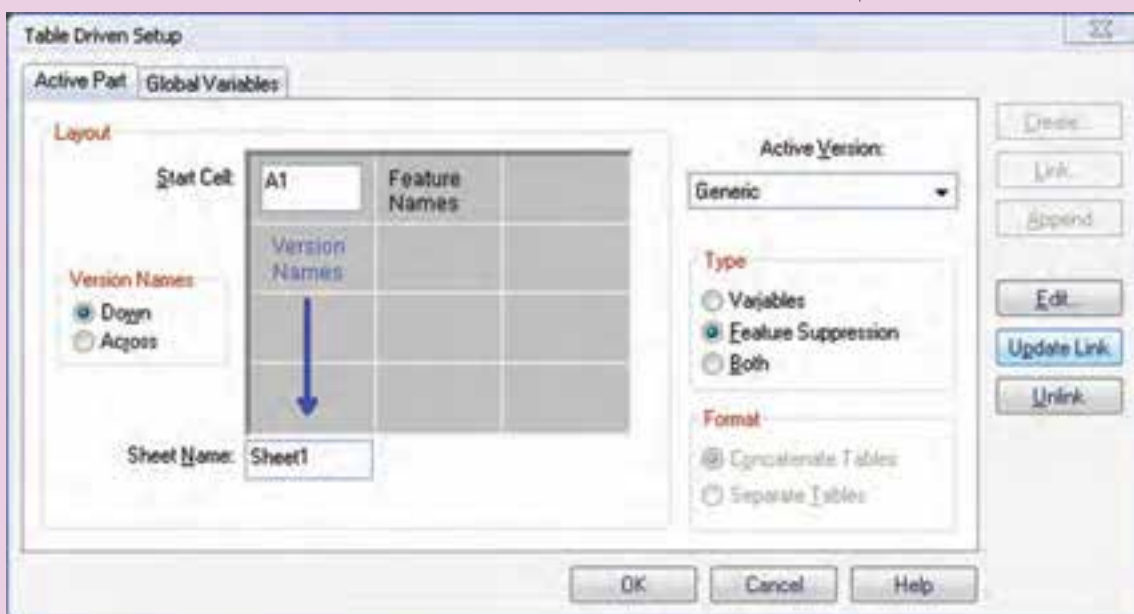 Table Driven Setup
Active Part
Global Variables
Layout
Start Cell:
A1
Feature
Names
Version
Names
Version Names
Down
Across
Sheet Name:
Sheet1
Active Version:
Generic
Type
Variables
Feature Suppression
Both
Format
Concatenate Tables
Separate Tables
Create...
Link...
Append...
Edit...
Update Link
Unlink
OK
Cancel
Help